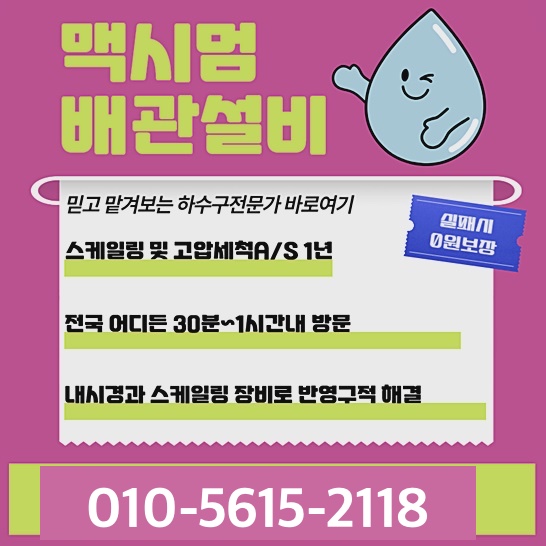 맥시멈
배관설비
믿고 맡겨보는 하수구전문가 바로여기
실패시
0원보장
스케일링 및 고압세척A/S 1년
전국 어디든 30분~1시간내 방문
내시경과 스케일링 장비로 반영구적 해결
010-5615-2118